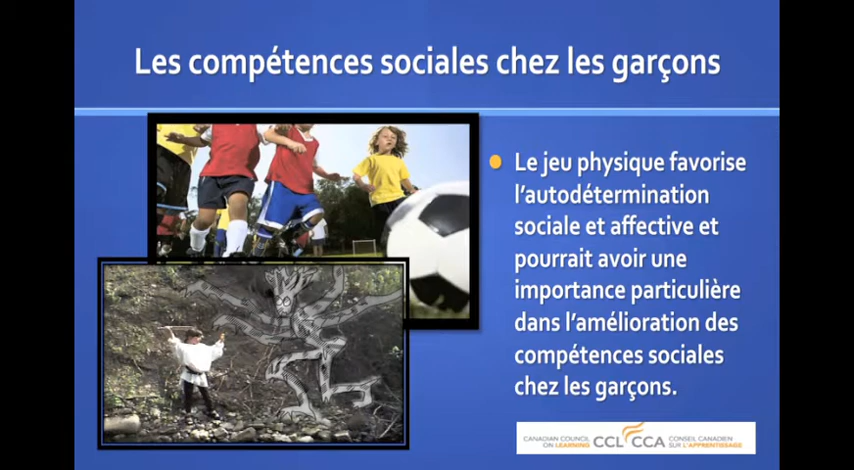 Les compétences sociales chez les garçons
Le jeu physique favorise
l'autodétermination
sociale et affective et
pourrait avoir une
importance particulière
dans l'amélioration des
compétences sociales
chez les garçons.
CANADIAN COUNCIL
ON LEARNING
CCL CCA
CONSEIL CANADIEN
SUR L'APPRENTISSAGE